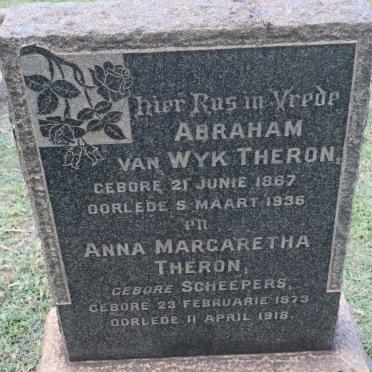 Hier Rus in Vrede
ABRAHAM
VAN WYK THERON,
GEBORE 21 JUNIE 1867
OORLEDE 5 MAART 1936
en
ANNA MARGARETHA
THERON,
GEBORE SCHEEPERS,
GEBORE 23 FEBRUARIE 1873
OORLEDE 11 APRIL 1918.